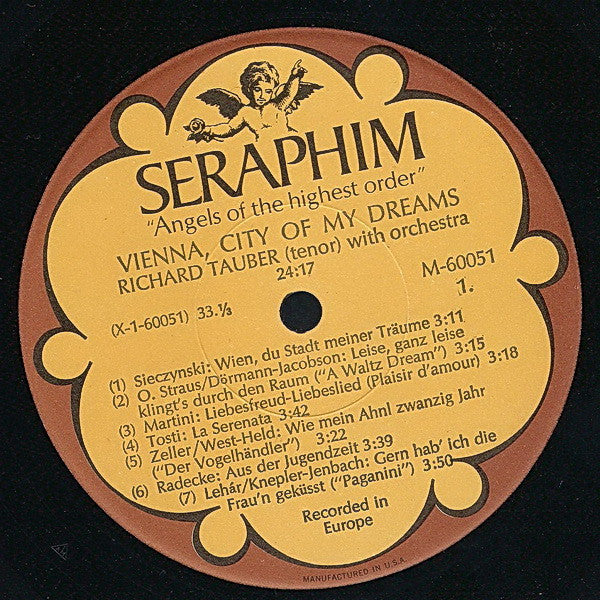 SERAPHIM
"Angels of the highest order"
VIENNA, CITY OF MY DREAMS
RICHARD TAUBER (tenor) with orchestra
24:17
M-60051
(X-1-60051) 33.⅓
1.
(1) Sieczynski: Wien, du Stadt meiner Träume 3:11
(2) O. Straus/Dörmann-Jacobson: Leise, ganz leise
klingt's durch den Raum ("A Waltz Dream") 3:15
(3) Martini: Liebesfreud-Liebeslied (Plaisir d'amour) 3:18
(4) Tosti: La Serenata 3:42
(5) Zeller/West-Held: Wie mein Ahnl zwanzig Jahr
("Der Vogelhändler") 3:22
(6) Radecke: Aus der Jugendzeit 3:39
(7) Lehár/Knepler-Jenbach: Gern hab' ich die
Frau'n geküsst ("Paganini") 3:50
Recorded in
Europe
MANUFACTURED IN U.S.A.